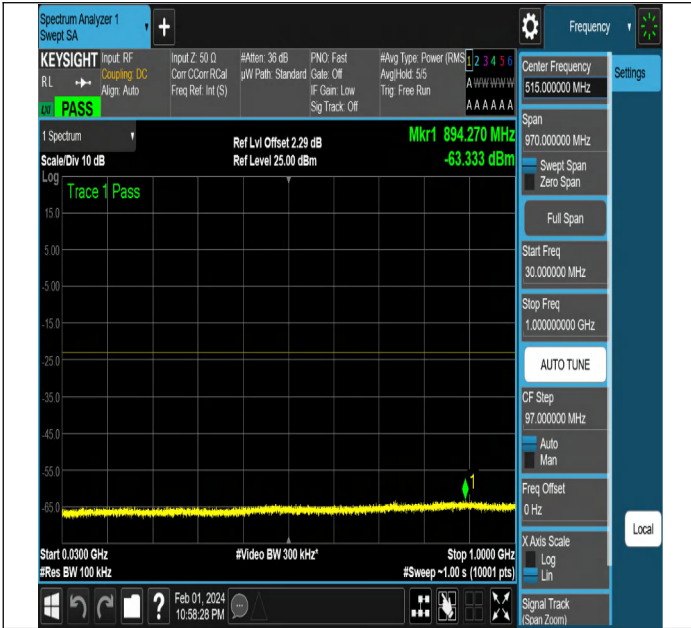 Spectrum Analyzer 1
Swept SA
+
Frequency
KEYSIGHT
RL
LXI
PASS
Input: RF
Coupling: DC
Align: Auto
Input Z: 50 Ω
Corr CCorr RCal
Freq Ref: Int (S)
#Atten: 36 dB
µW Path: Standard
PNO: Fast
Gate: Off
IF Gain: Low
Sig Track: Off
#Avg Type: Power (RMS
Avg|Hold: 5/5
Trig: Free Run
1 2 3 4 5 6
A W W W W W
A A A A A A
Center Frequency
515.000000 MHz
Settings
1 Spectrum
Scale/Div 10 dB
Ref Lvl Offset 2.29 dB
Ref Level 25.00 dBm
Mkr1 894.270 MHz
-63.333 dBm
Span
970.000000 MHz
Swept Span
Zero Span
Full Span
Start Freq
30.000000 MHz
Stop Freq
1.000000000 GHz
AUTO TUNE
CF Step
97.000000 MHz
Auto
Man
Freq Offset
0 Hz
X Axis Scale
Log
Lin
Signal Track
(Span Zoom)
Local
Log
Trace 1 Pass
15.0
5.00
-5.00
-15.0
-25.0
-35.0
-45.0
-55.0
-65.0
1
Start 0.0300 GHz
#Res BW 100 kHz
#Video BW 300 kHz*
Stop 1.0000 GHz
#Sweep ~1.00 s (10001 pts)
?
Feb 01, 2024
10:58:28 PM